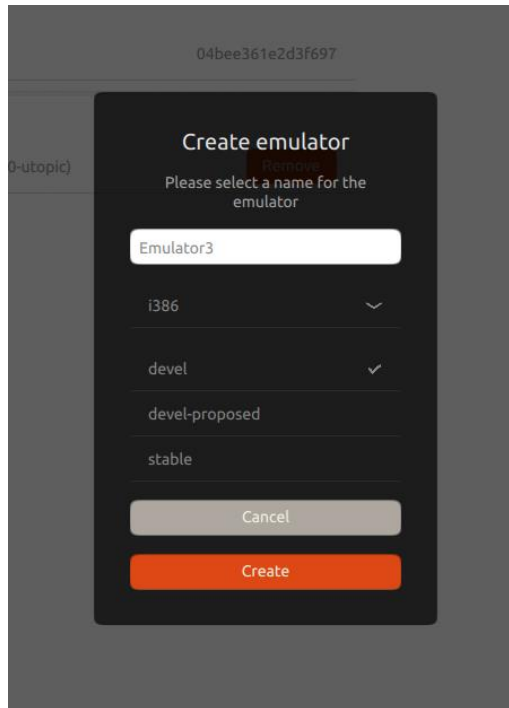 04bee361e2d3f697
Create emulator
0-utopic)
Remove
Please select a name for the
emulator
Emulator3
i386
devel
devel-proposed
stable
Cancel
Create